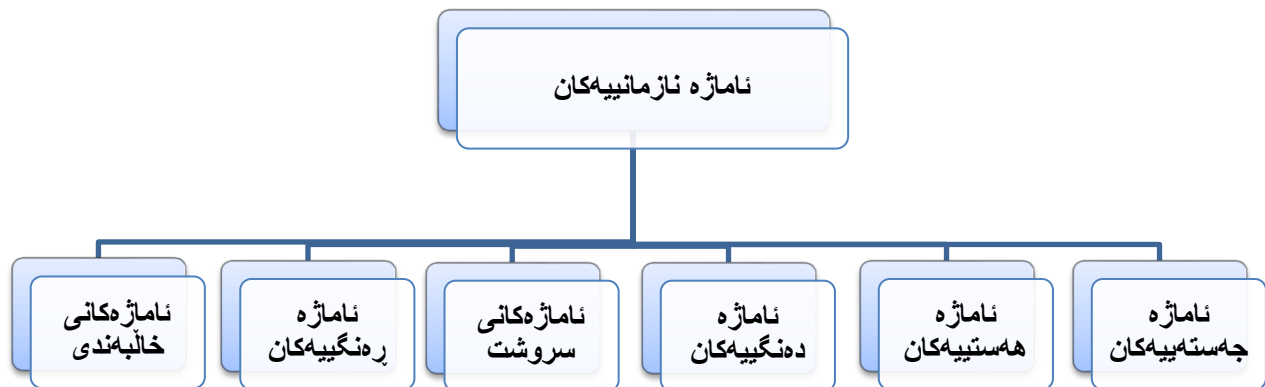 ئاماژە نازمانییەکان
ئاماژە
جەستەییەکان
ئاماژە
هەستییەکان
ئاماژە
دەنگییەکان
ئاماژەکانی
سروشت
ئاماژە
ڕەنگییەکان
ئاماژەکانی
خاڵبەندی